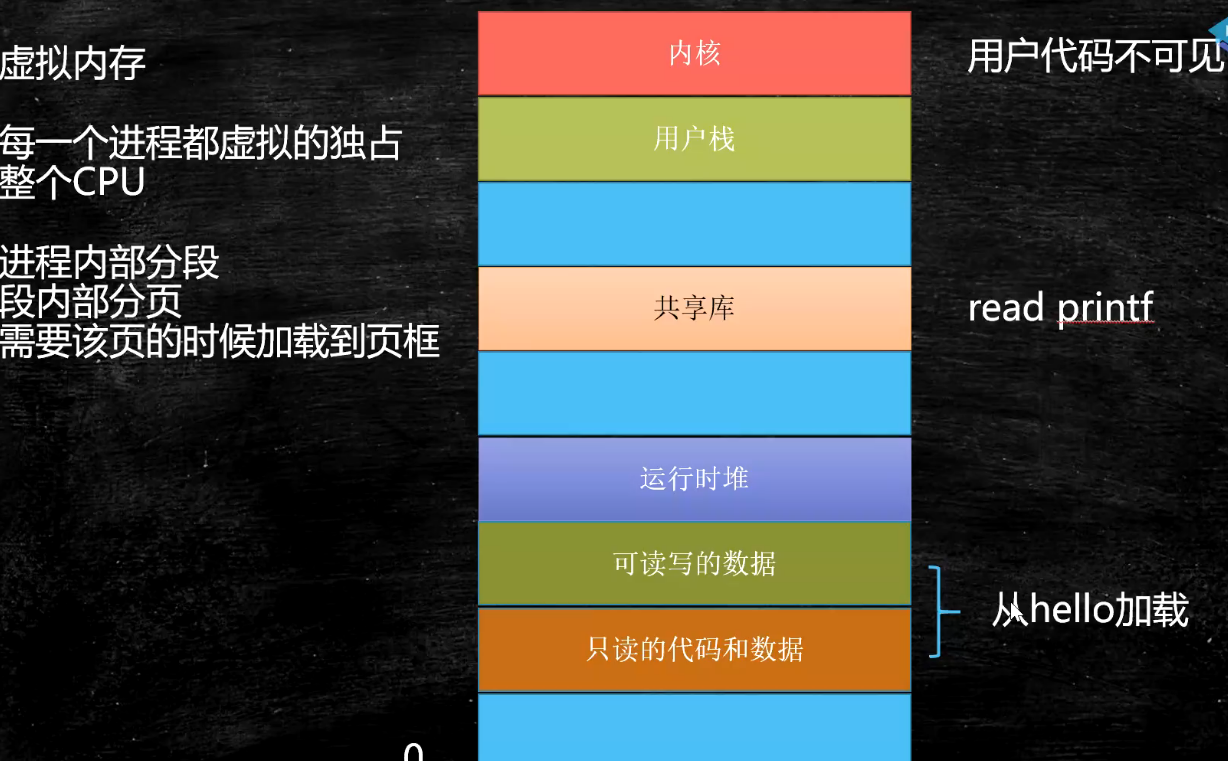 虚拟内存
每一个进程都虚拟的独占
整个CPU
进程内部分段
段内部分页
需要该页的时候加载到页框
内核
用户代码不可见
用户栈
共享库
read printf
运行时堆
可读写的数据
只读的代码和数据
从hello加载
0